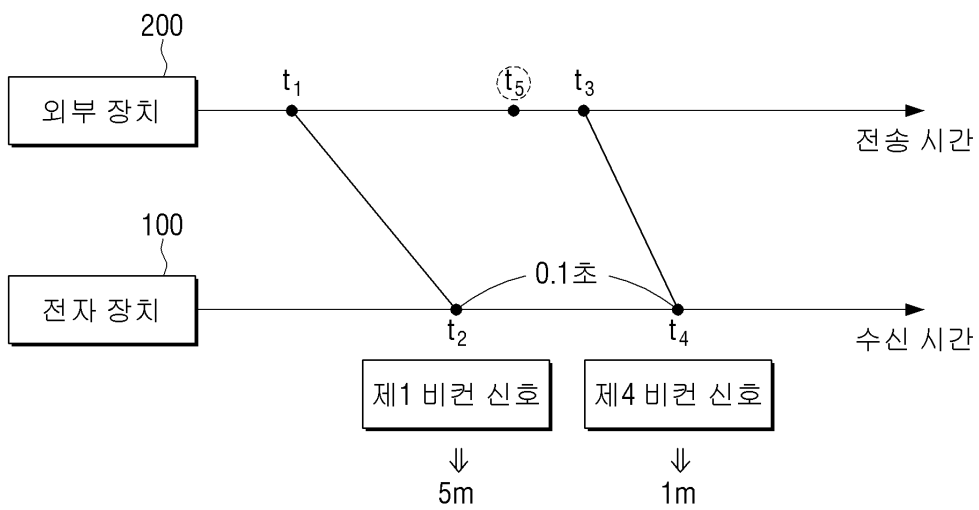 200
외부 장치
t1
t5
t3
전송 시간
100
전자 장치
0.1초
t2
t4
수신 시간
제1 비컨 신호
제4 비컨 신호
⇓
⇓
5m
1m